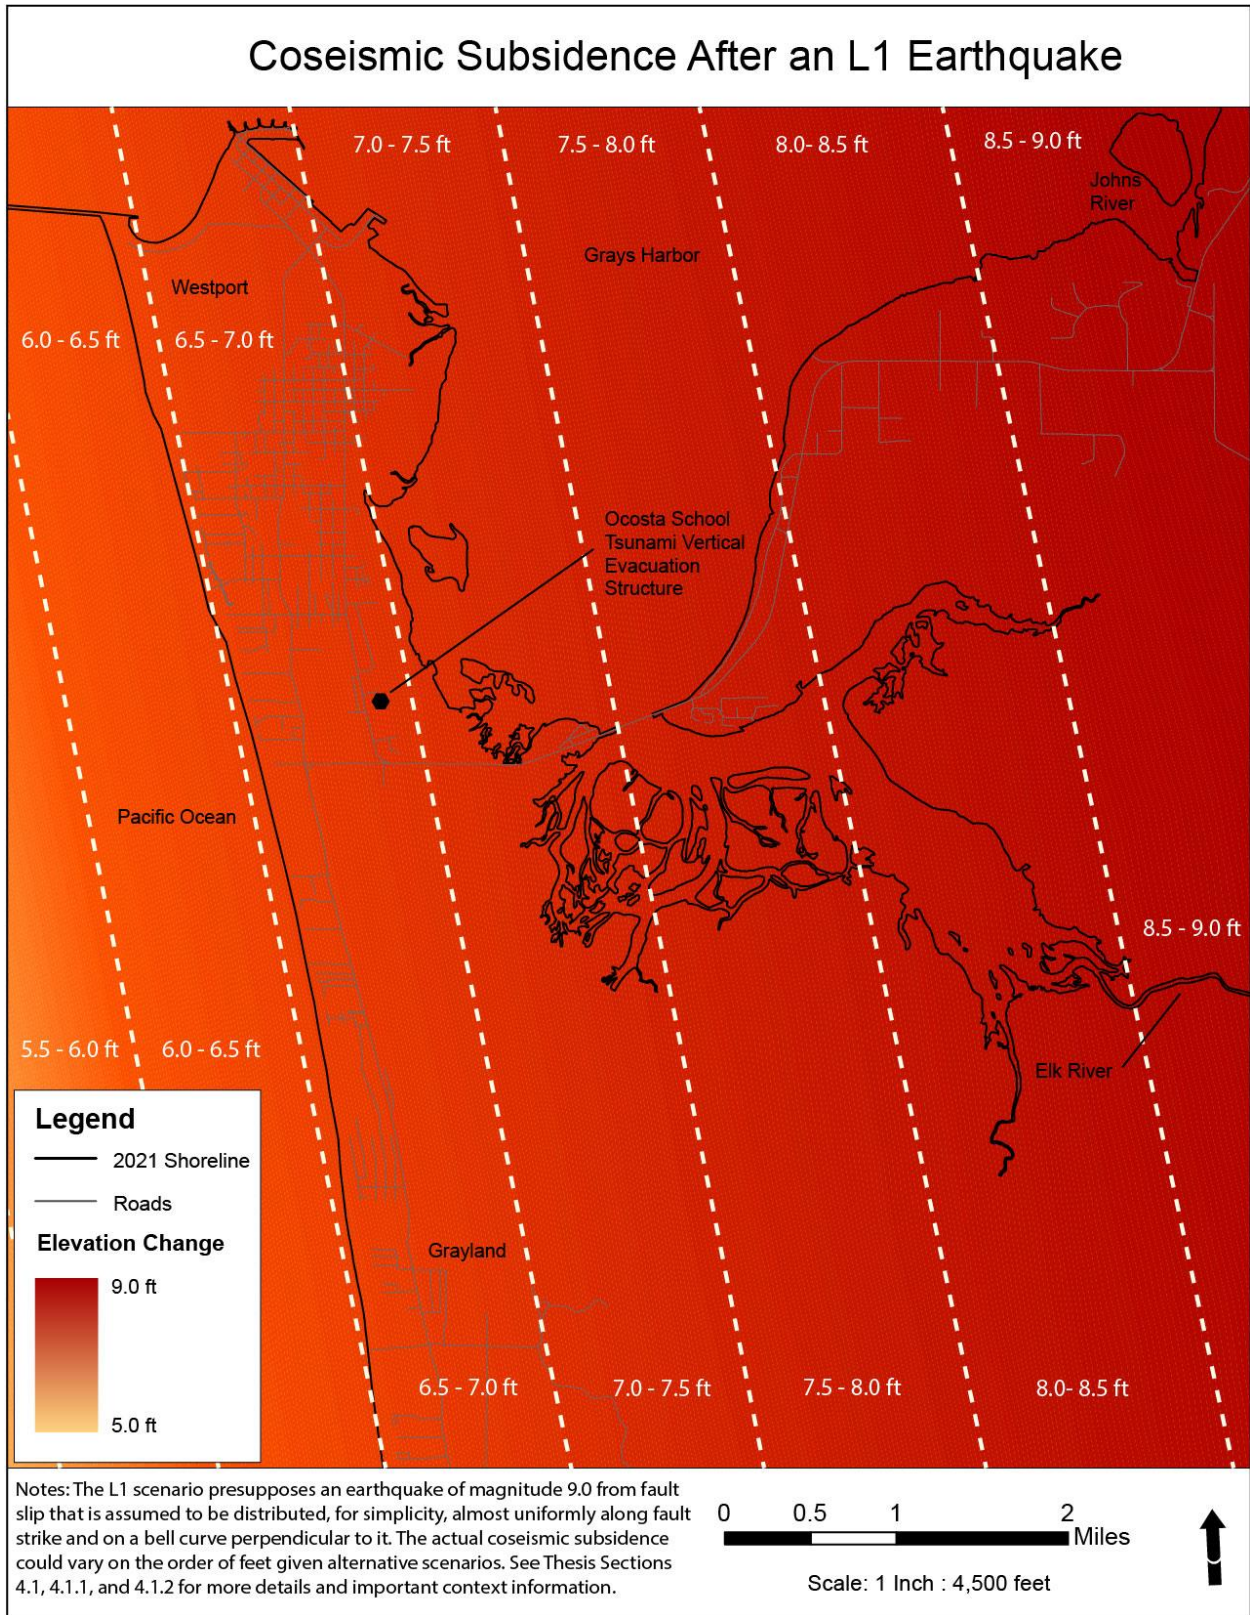 Coseismic Subsidence After an L1 Earthquake
7.0 - 7.5 ft
7.5 - 8.0 ft
8.0- 8.5 ft
8.5 - 9.0 ft
Johns
River
Grays Harbor
Westport
6.0 - 6.5 ft
6.5 - 7.0 ft
Ocosta School
Tsunami Vertical
Evacuation
Structure
Pacific Ocean
8.5 - 9.0 ft
5.5 - 6.0 ft
6.0 - 6.5 ft
Elk River
Legend
2021 Shoreline
Roads
Elevation Change
9.0 ft
5.0 ft
Grayland
6.5 - 7.0 ft
7.0 - 7.5 ft
7.5 - 8.0 ft
8.0- 8.5 ft
Notes: The L1 scenario presupposes an earthquake of magnitude 9.0 from fault
slip that is assumed to be distributed, for simplicity, almost uniformly along fault
strike and on a bell curve perpendicular to it. The actual coseismic subsidence
could vary on the order of feet given alternative scenarios. See Thesis Sections
4.1, 4.1.1, and 4.1.2 for more details and important context information.
0 0.5 1 2
Miles
Scale: 1 Inch : 4,500 feet